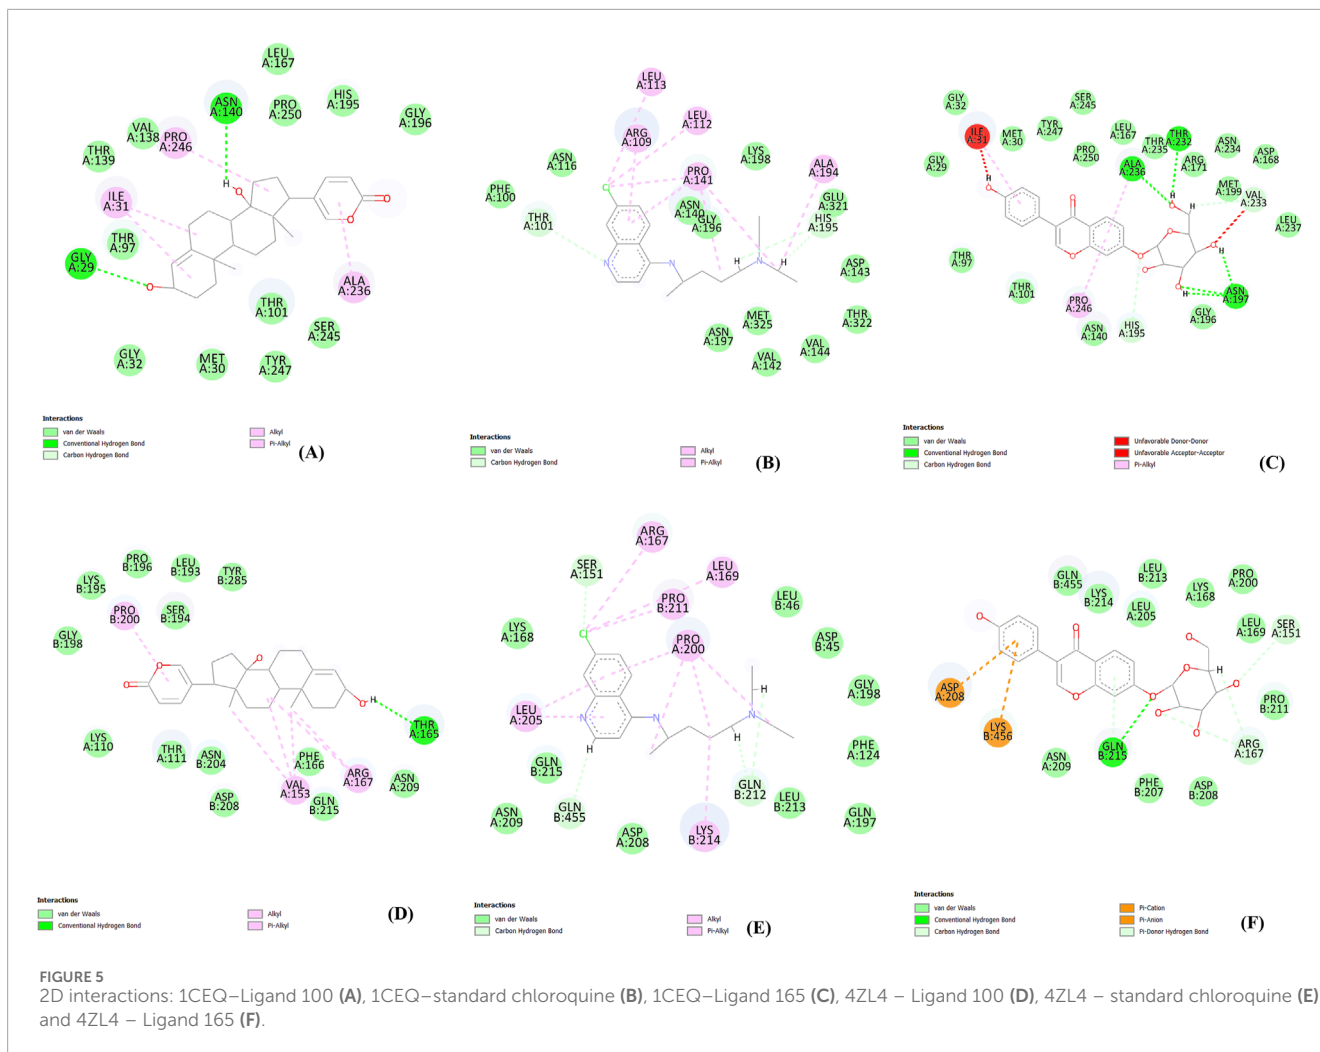 LEU
A:167
ASN
A:140
PRO
A:250
HIS
A:195
GLY
A:196
VAL
A:138
PRO
A:246
THR
A:139
ILE
A:31
THR
A:97
GLY
A:29
H
O
O
O
O
ALA
A:236
THR
A:101
SER
A:245
GLY
A:32
MET
A:30
TYR
A:247
Interactions
van der Waals
Conventional Hydrogen Bond
Carbon Hydrogen Bond
Alkyl
Pi-Alkyl
(A)
LEU
A:113
LEU
A:112
ARG
A:109
ASN
A:116
LYS
A:198
ALA
A:194
PRO
A:141
PHE
A:100
Cl
THR
A:101
ASN
A:140
GLY
A:196
GLU
A:321
HIS
A:195
N
N
H
N
H
ASP
A:143
ASN
A:197
MET
A:325
THR
A:322
VAL
A:142
VAL
A:144
Interactions
van der Waals
Carbon Hydrogen Bond
Alkyl
Pi-Alkyl
(B)
GLY
A:32
SER
A:245
ILE
A:31
MET
A:30
TYR
A:247
LEU
A:167
THR
A:235
THR
A:232
ASN
A:234
GLY
A:29
PRO
A:250
ALA
A:236
ARG
A:171
ASP
A:168
MET
A:199
VAL
A:233
LEU
A:237
H
O
O
O
O
H
O
H
O
O
H
O
O
H
THR
A:97
THR
A:101
PRO
A:246
ASN
A:140
HIS
A:195
GLY
A:196
ASN
A:197
Interactions
van der Waals
Conventional Hydrogen Bond
Carbon Hydrogen Bond
Unfavorable Donor-Donor
Unfavorable Acceptor-Acceptor
Pi-Alkyl
(C)
PRO
B:196
LEU
B:193
TYR
B:285
LYS
B:195
PRO
B:200
SER
B:194
GLY
B:198
O
O
O
O
H
THR
A:165
LYS
A:110
THR
A:111
ASN
B:204
PHE
A:166
ARG
A:167
ASN
A:209
ASP
B:208
VAL
A:153
GLN
B:215
Interactions
van der Waals
Conventional Hydrogen Bond
Alkyl
Pi-Alkyl
(D)
ARG
A:167
SER
A:151
LEU
A:169
PRO
B:211
LEU
B:46
LYS
A:168
Cl
PRO
A:200
ASP
B:45
GLY
A:198
LEU
A:205
N
N
H
N
H
H
PHE
A:124
GLN
B:215
GLN
B:212
LEU
B:213
GLN
A:197
ASN
A:209
GLN
B:455
ASP
A:208
LYS
B:214
Interactions
van der Waals
Carbon Hydrogen Bond
Alkyl
Pi-Alkyl
(E)
GLN
B:455
LYS
B:214
LEU
B:213
LEU
A:205
LYS
A:168
PRO
A:200
LEU
A:169
SER
A:151
O
O
O
O
O
H
O
O
O
O
PRO
B:211
ARG
A:167
ASP
A:208
LYS
B:456
ASN
A:209
GLN
B:215
PHE
B:207
ASP
B:208
Interactions
van der Waals
Conventional Hydrogen Bond
Carbon Hydrogen Bond
Pi-Cation
Pi-Anion
Pi-Donor Hydrogen Bond
(F)
FIGURE 5
2D interactions: 1CEQ–Ligand 100 (A), 1CEQ–standard chloroquine (B), 1CEQ–Ligand 165 (C), 4ZL4 – Ligand 100 (D), 4ZL4 – standard chloroquine (E)
and 4ZL4 – Ligand 165 (F).